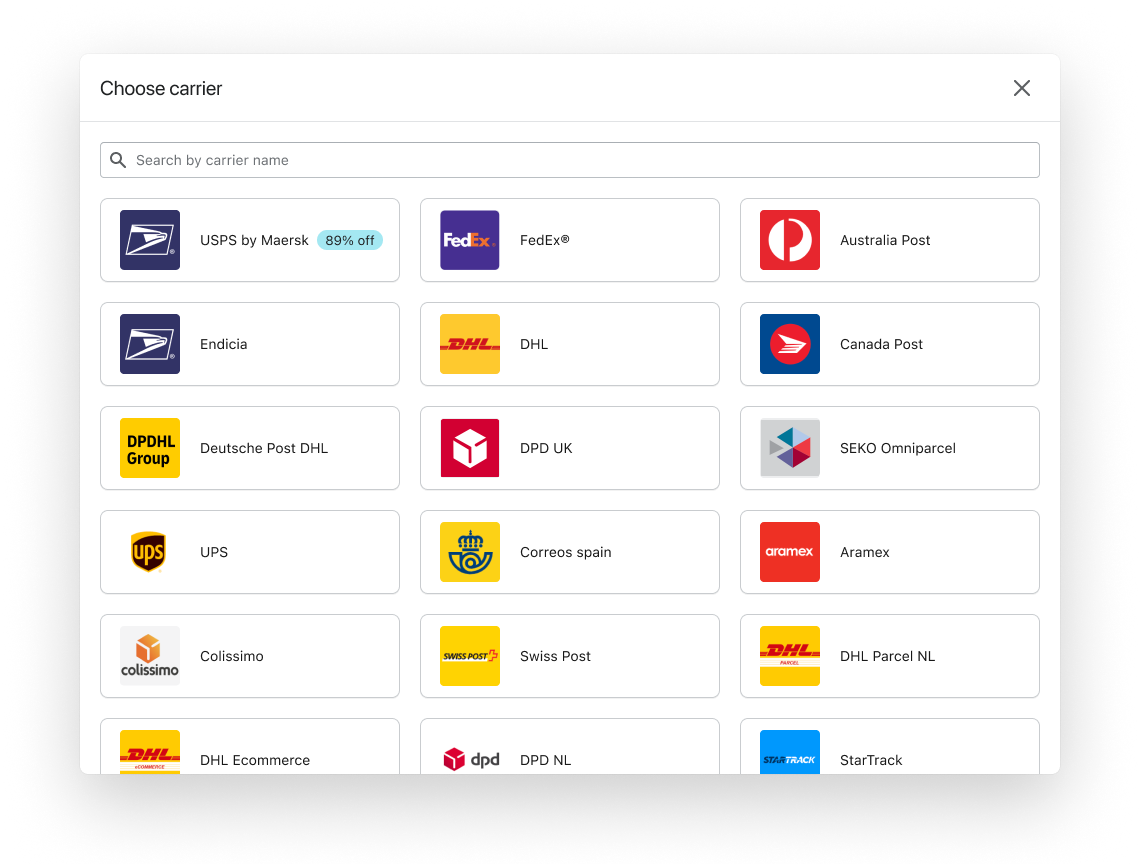 Choose carrier
Search by carrier name
USPS by Maersk 89% off
FedEx® FedEx®
Australia Post
Endicia
DHL DHL
Canada Post
DPDHL
Group
Deutsche Post DHL
DPD UK
SEKO Omniparcel
ups UPS
Correos spain
aramex Aramex
colissimo Colissimo
SWISS POST Swiss Post
DHL
PARCEL
DHL Parcel NL
DHL
eCOMMERCE
DHL Ecommerce
dpd DPD NL
STARTRACK StarTrack